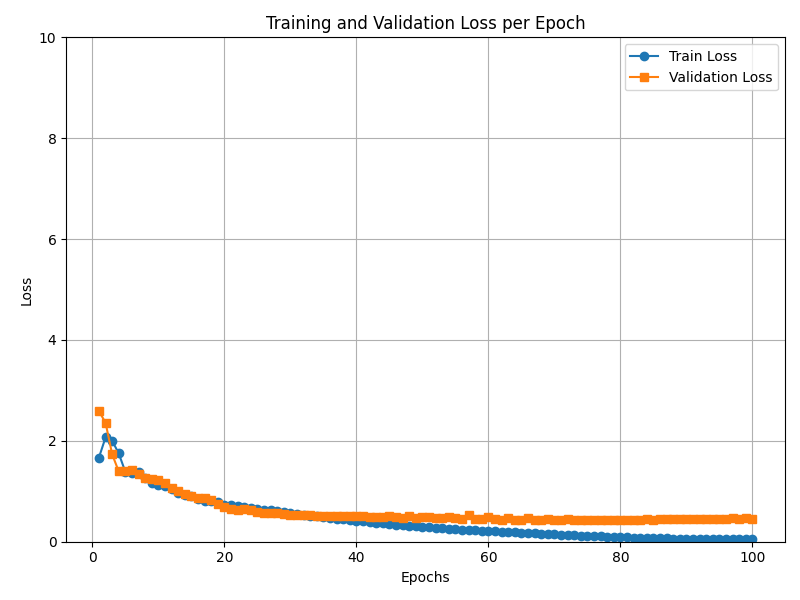 Training and Validation Loss per Epoch
Train Loss
Validation Loss
10
8
6
4
2
0
Loss
0 20 40 60 80 100
Epochs